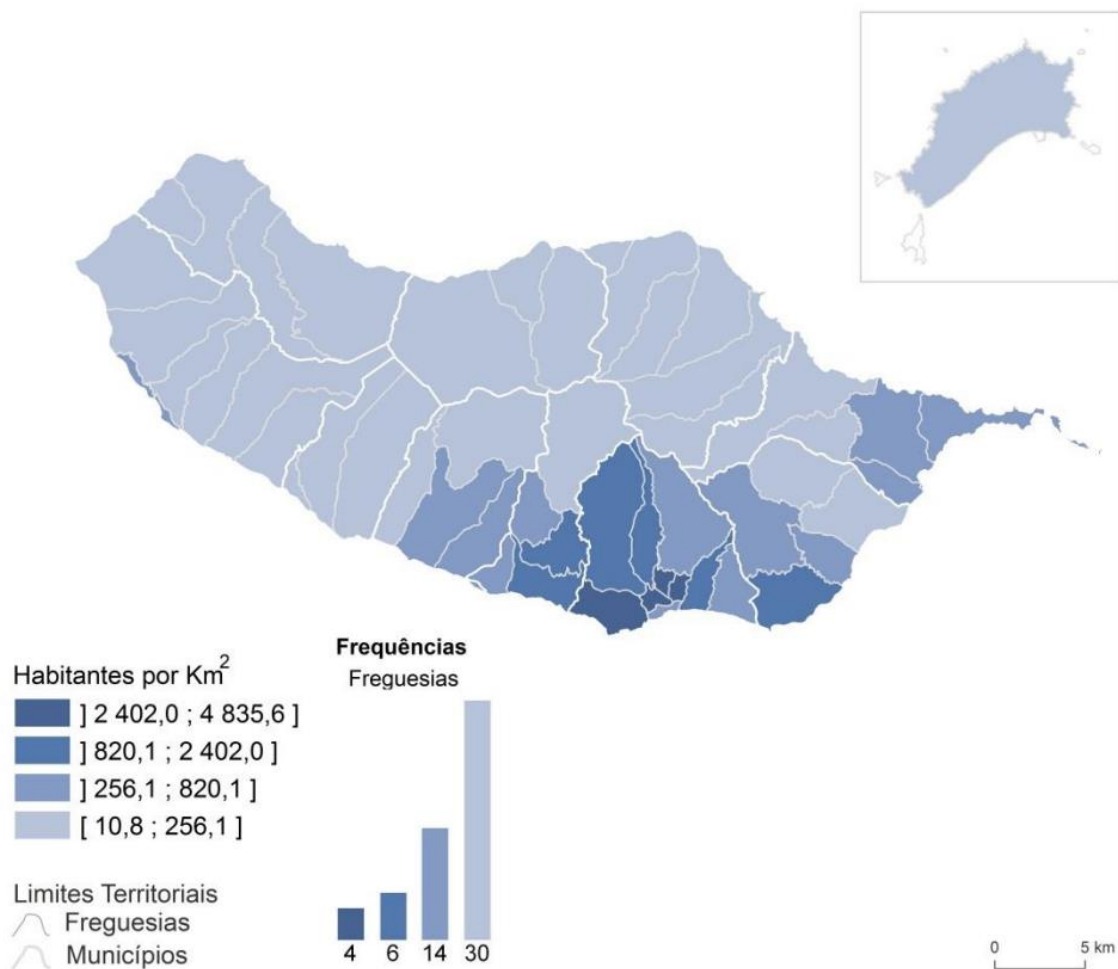 Habitantes por Km²
] 2 402,0 ; 4 835,6 ]
] 820,1 ; 2 402,0 ]
] 256,1 ; 820,1 ]
[ 10,8 ; 256,1 ]
Limites Territoriais
Freguesias
Municípios
Frequências
Freguesias
4 6 14 30
0 5 km